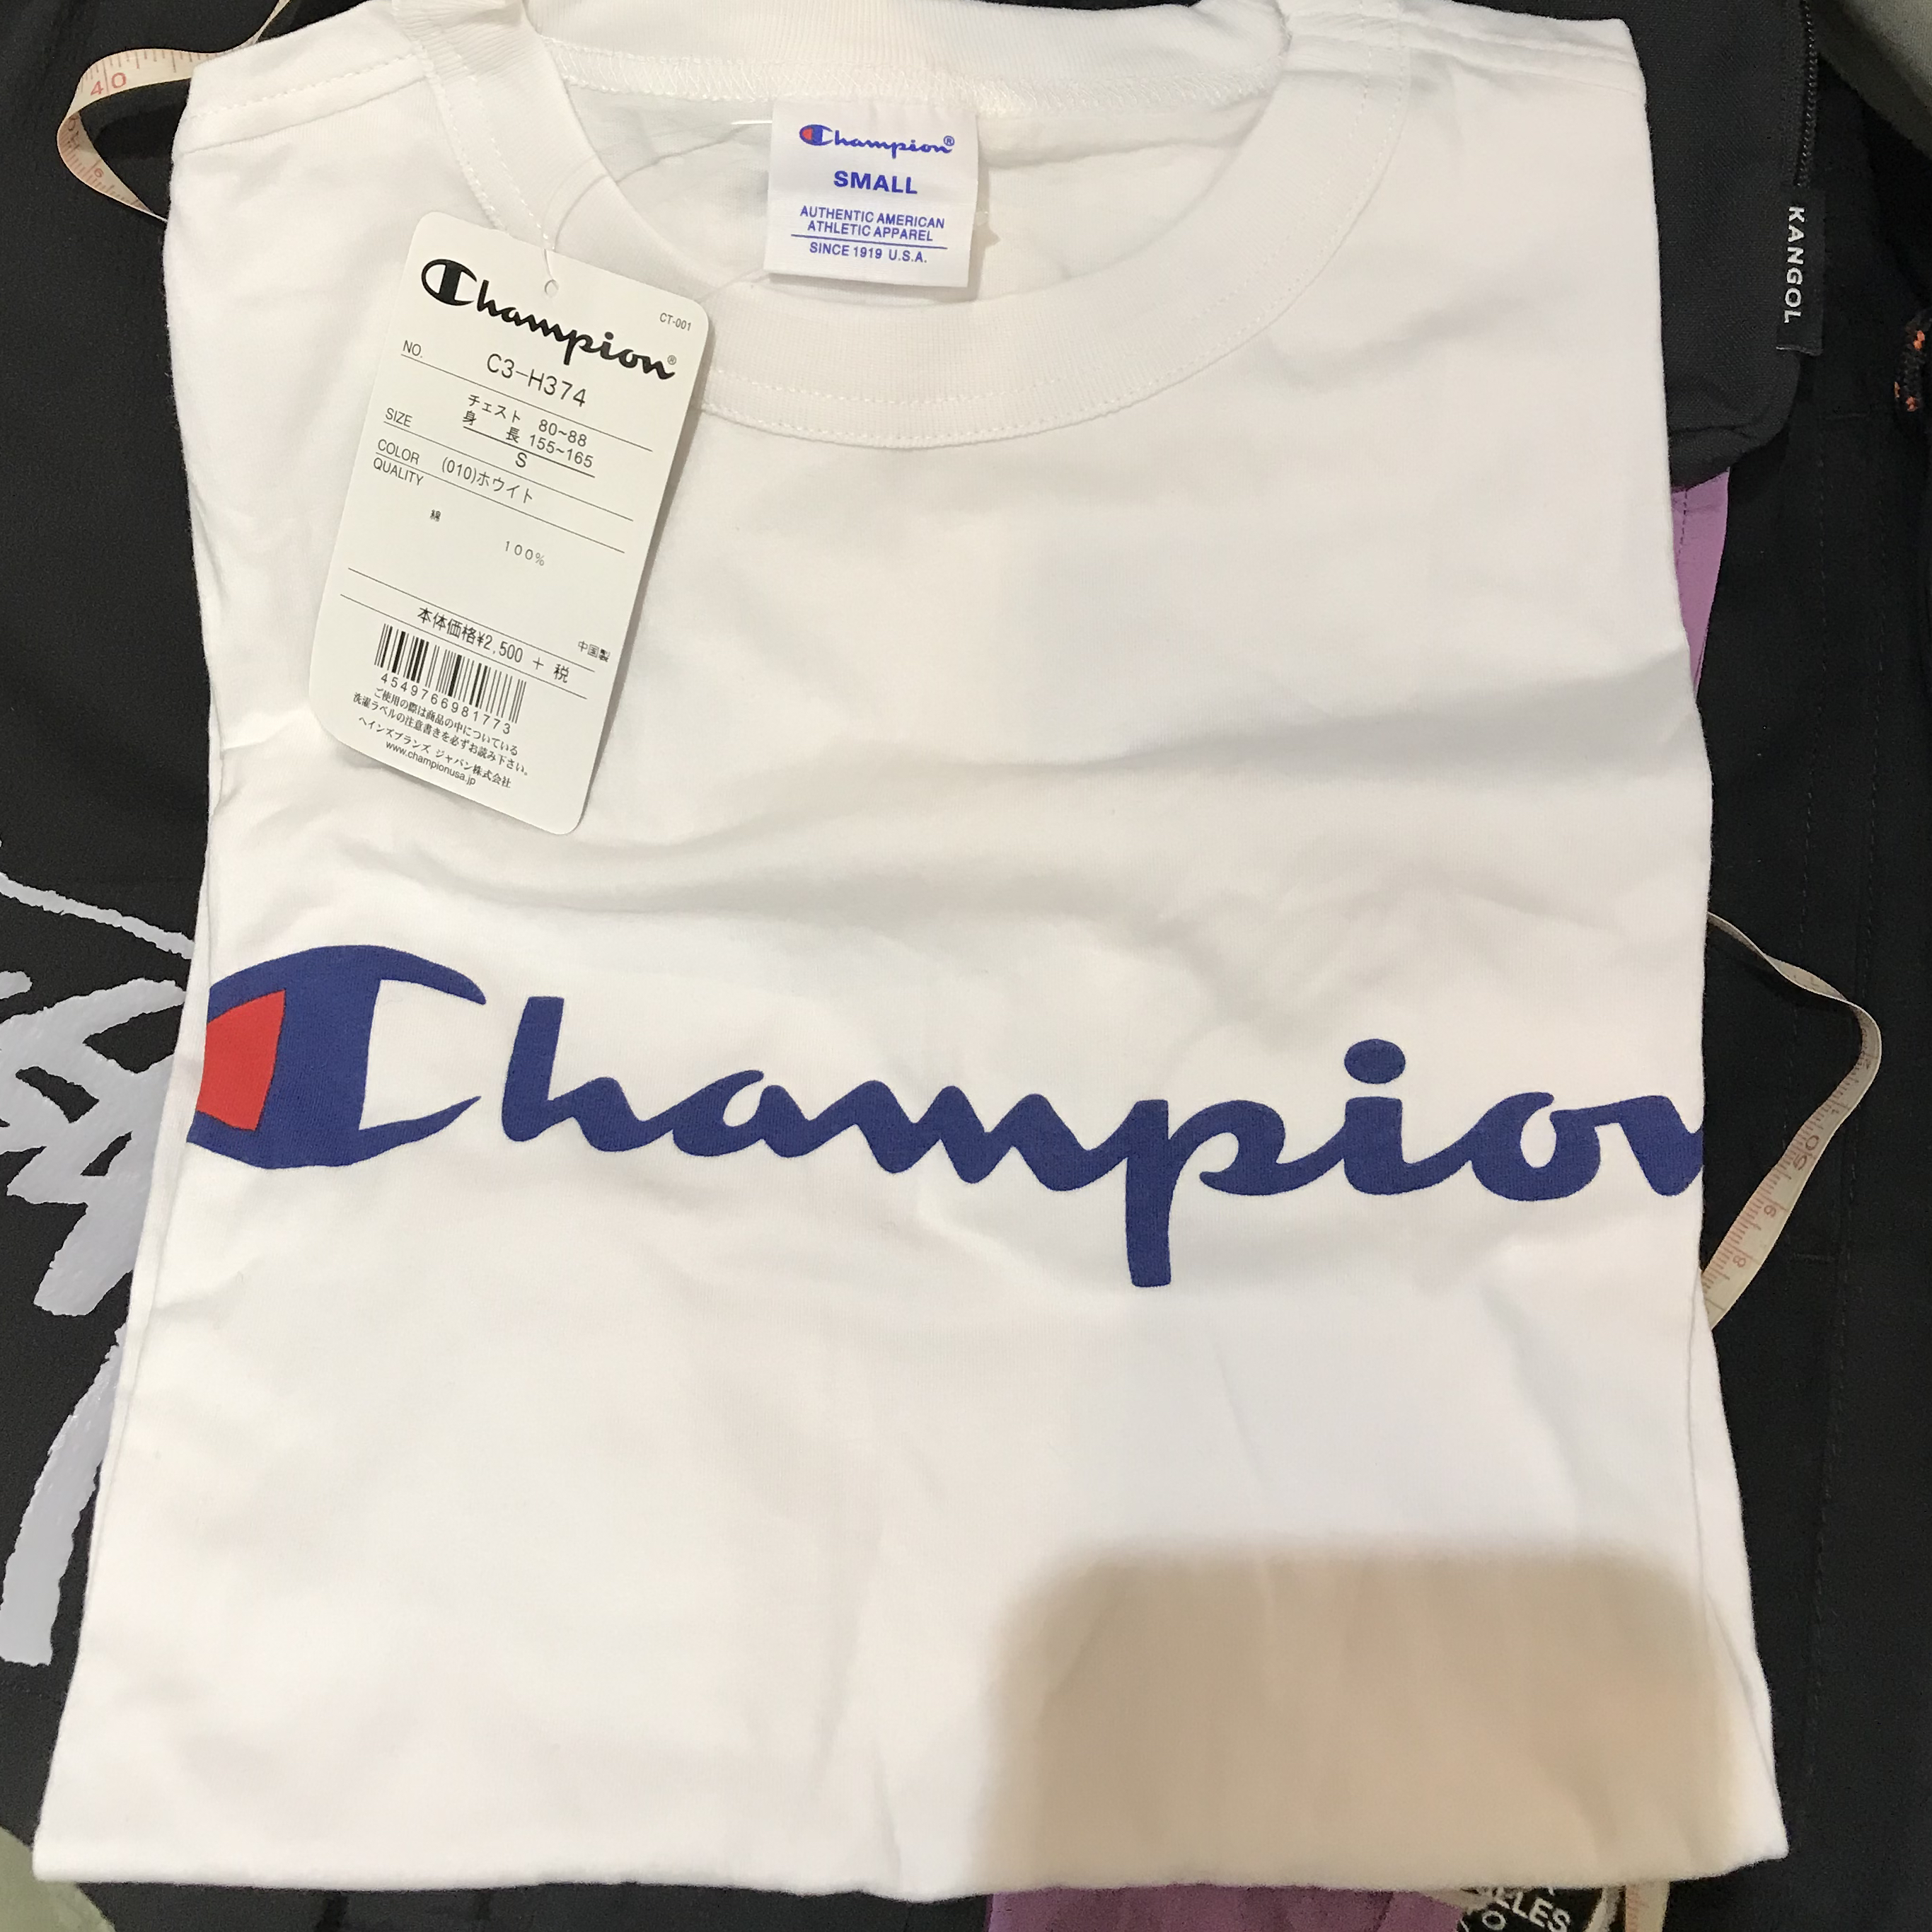 Champion®
SMALL
AUTHENTIC AMERICAN
ATHLETIC APPAREL
SINCE 1919 U.S.A.
CT-001
Champion®
NO. C3-H374
SIZE チェスト 80~88
身 長 155~165
S
COLOR (010)ホワイト
QUALITY
綿
100%
中国製
本体価格¥2,500 + 税
4549766981773
ご使用の際は商品の中についている
洗濯ラベルの注意書きを必ずお読み下さい。
ヘインズブランズ ジャパン株式会社
www.championusa.jp
Champion
KANGOL
40